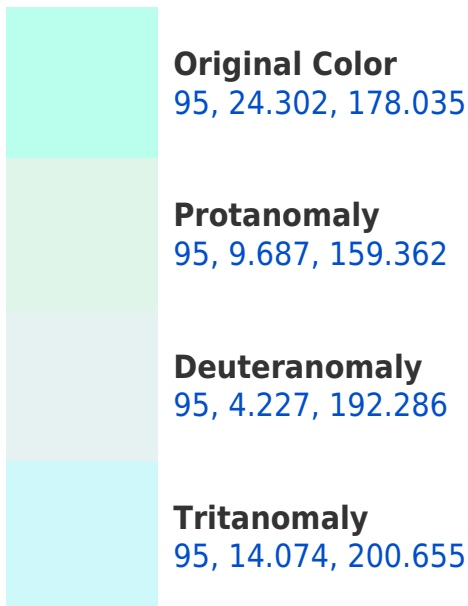 Original Color
95, 24.302, 178.035
Protanomaly
95, 9.687, 159.362
Deuteranomaly
95, 4.227, 192.286
Tritanomaly
95, 14.074, 200.655